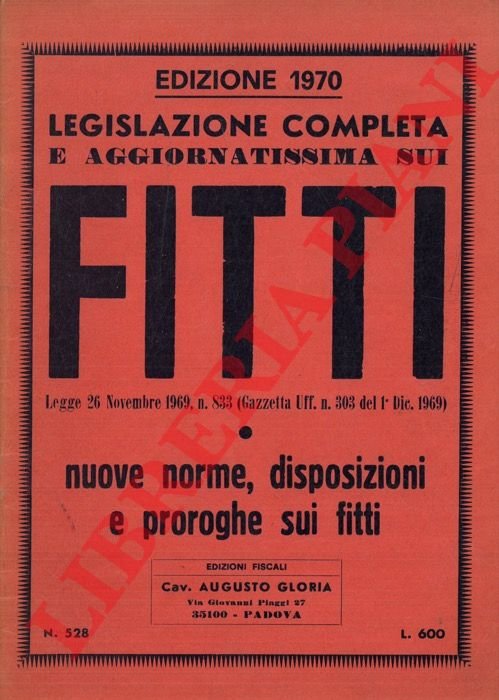 EDIZIONE 1970
LEGISLAZIONE COMPLETA
E AGGIORNATISSIMA SUI
FITTI
Legge 26 Novembre 1969, n. 833 (Gazzetta Uff. n. 303 del 1° Dic. 1969)
nuove norme, disposizioni
e proroghe sui fitti
EDIZIONI FISCALI
Cav. AUGUSTO GLORIA
Via Giovanni Piaggi 27
35100 - PADOVA
N. 528
L. 600
LIBRERIA PIANI